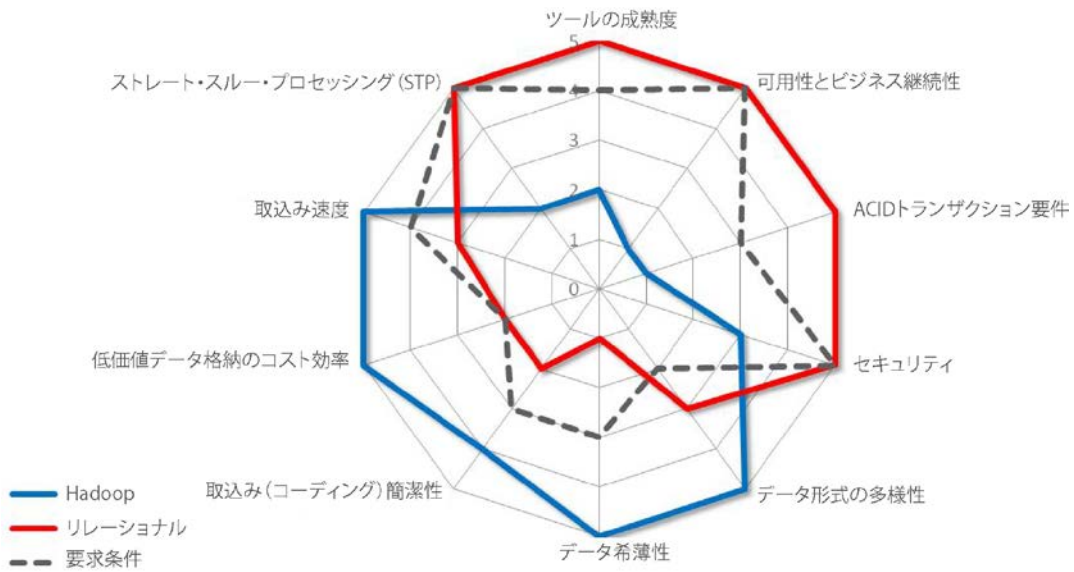 ツールの成熟度
5
ストレート・スルー・プロセッシング(STP)
可用性とビジネス継続性
4
3
取込み速度
2
ACIDトランザクション要件
1
0
低価値データ格納のコスト効率
セキュリティ
取込み(コーディング)簡潔性
データ形式の多様性
データ希薄性
Hadoop
リレーショナル
要求条件